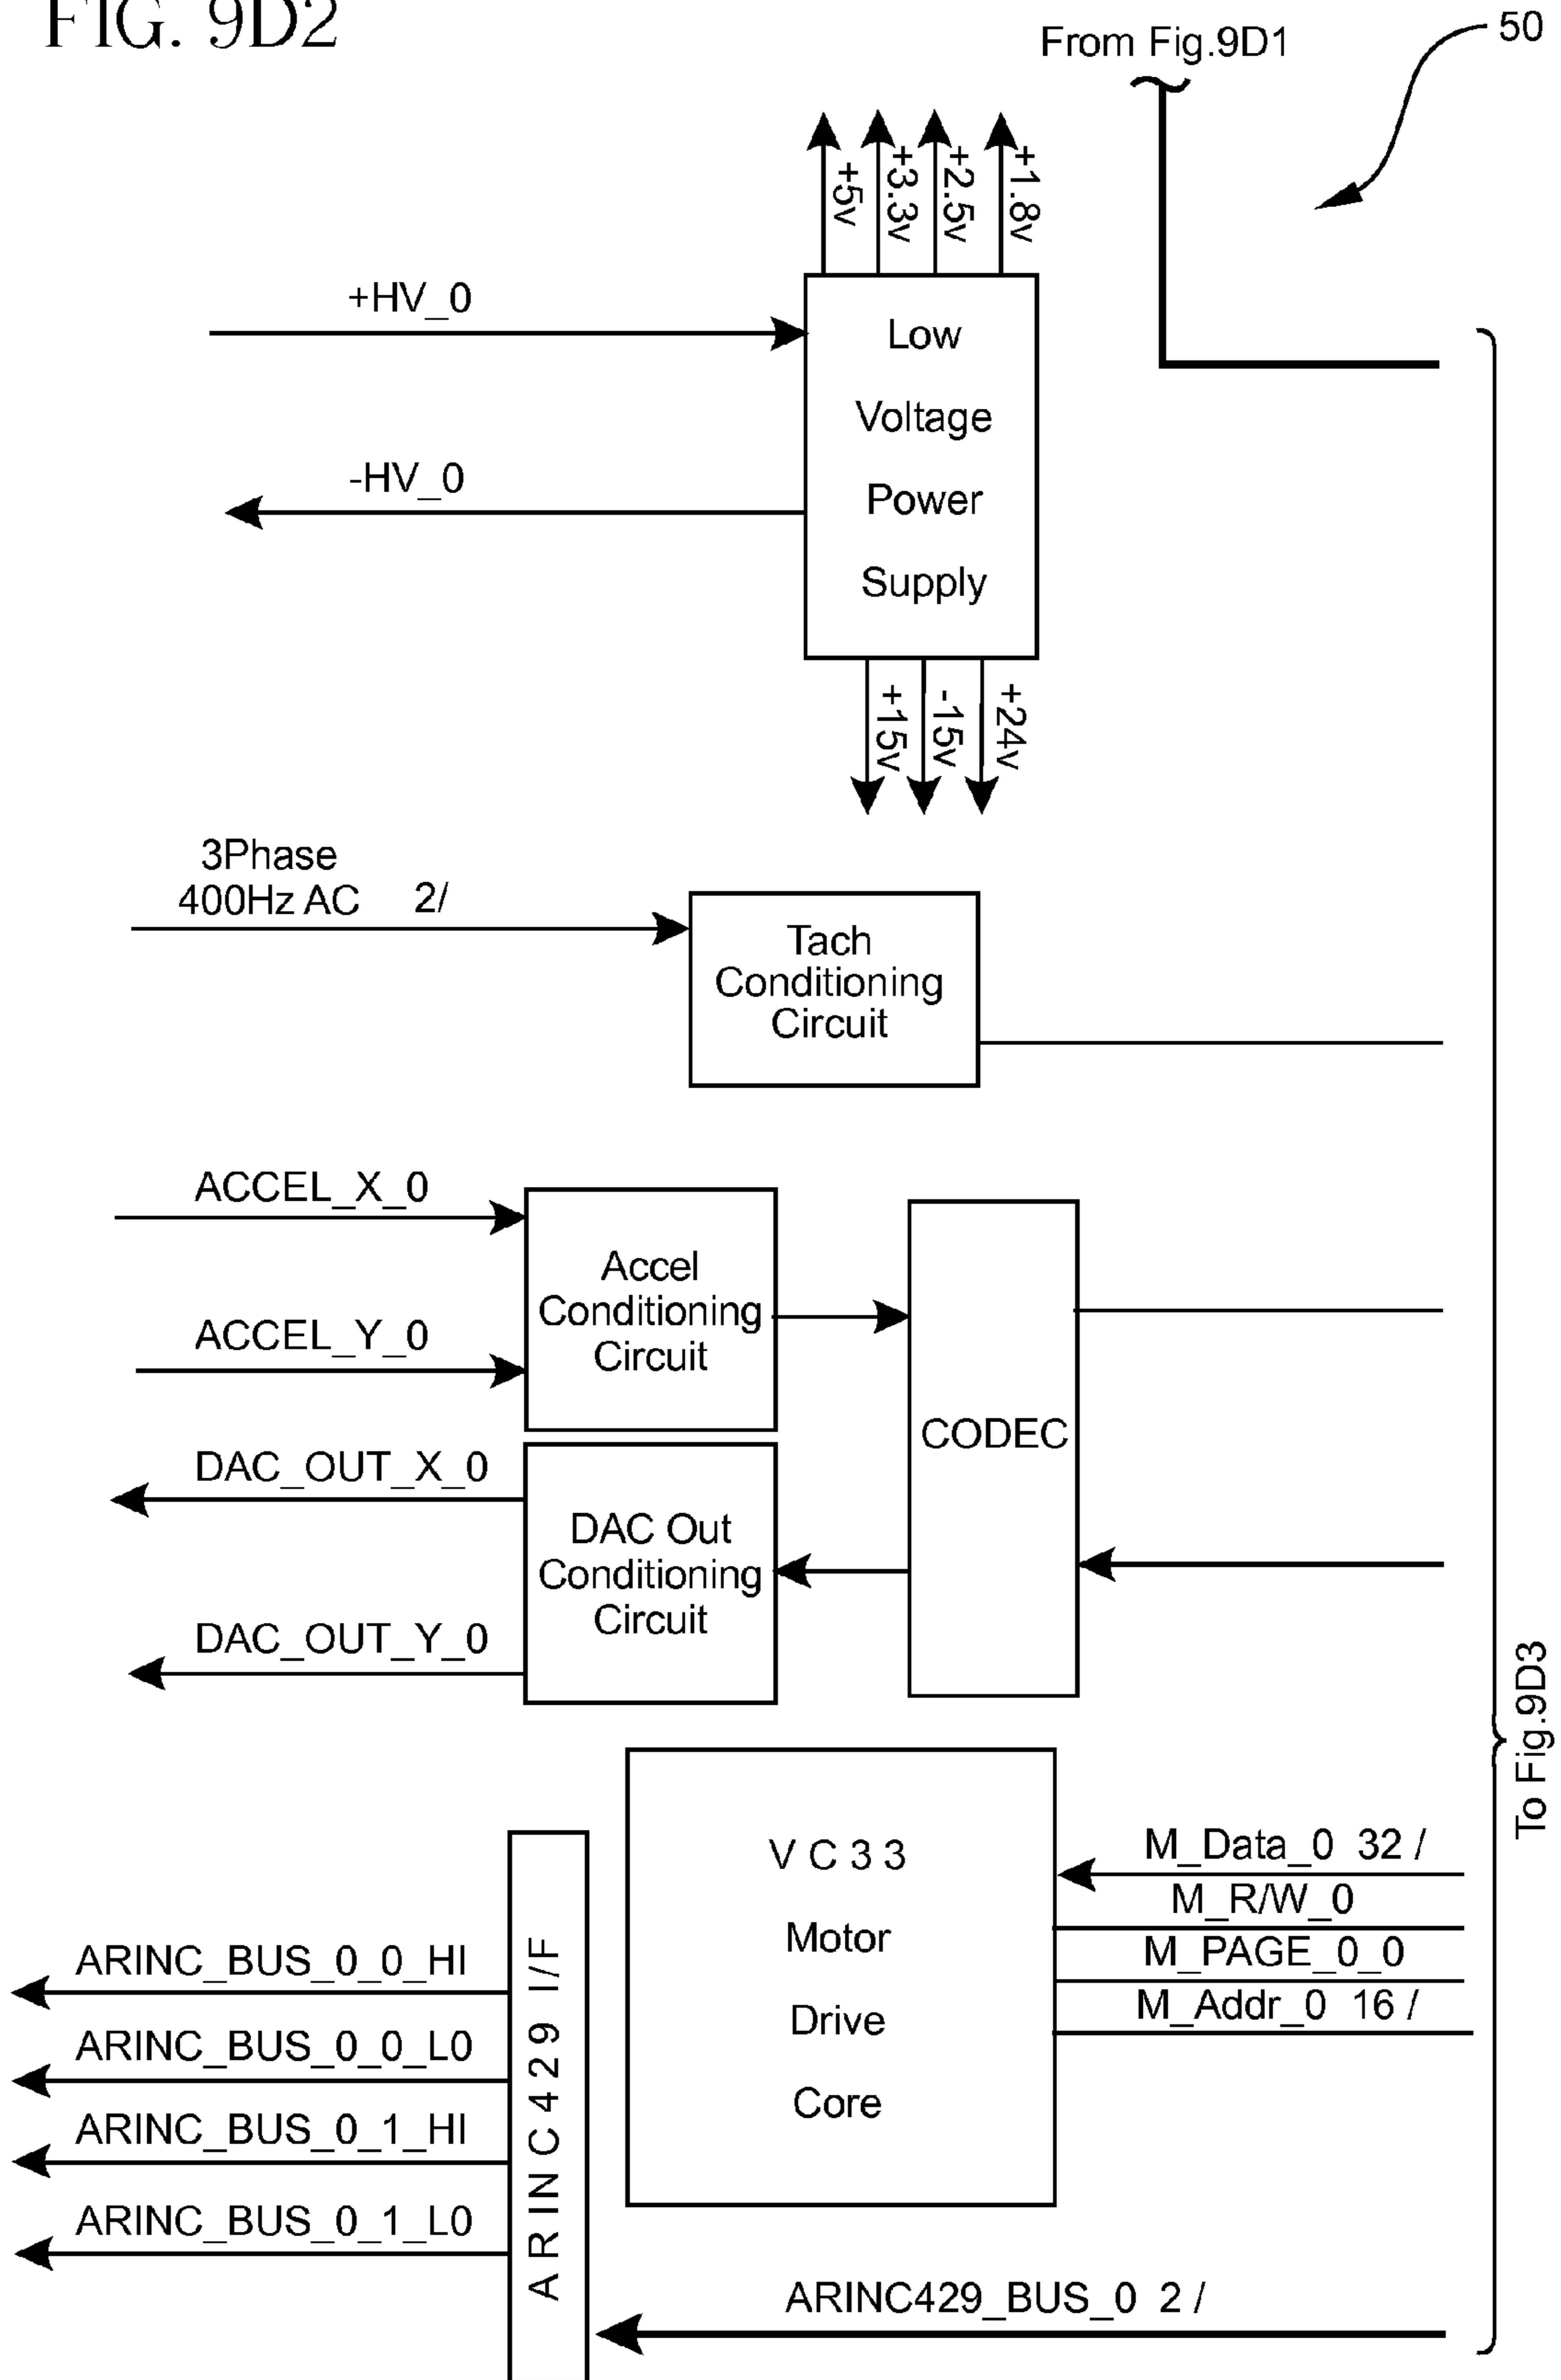 FIG. 9D2
From Fig.9D1
50
+5v
+3.3v
+2.5v
+1.8v
+HV_0
-HV_0
Low
Voltage
Power
Supply
+15v
-15v
+24v
3Phase
400Hz AC 2/
Tach
Conditioning
Circuit
ACCEL_X_0
ACCEL_Y_0
Accel
Conditioning
Circuit
CODEC
DAC_OUT_X_0
DAC_OUT_Y_0
DAC Out
Conditioning
Circuit
To Fig.9D3
VC33
Motor
Drive
Core
M_Data_0 32 /
M_R/W_0
M_PAGE_0_0
M_Addr_0 16 /
ARINC_BUS_0_0_HI
ARINC_BUS_0_0_L0
ARINC_BUS_0_1_HI
ARINC_BUS_0_1_L0
ARINC429 I/F
ARINC429_BUS_0 2 /